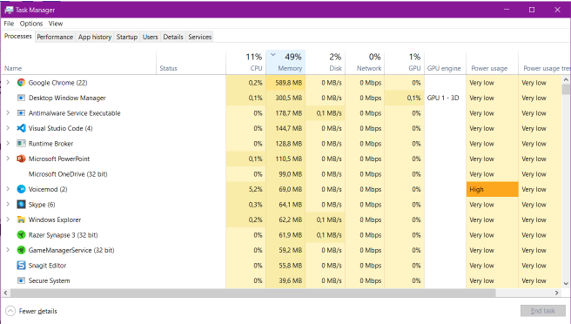 Task Manager
File Options View
Processes Performance App history Startup Users Details Services
11% 49% 2% 0% 1%
Name Status CPU Memory Disk Network GPU GPU engine Power usage Power usage tre
Google Chrome (22) 0,2% 589,8 MB 0 MB/s 0 Mbps 0% Very low Very low
Desktop Window Manager 0,1% 300,5 MB 0 MB/s 0 Mbps 0,1% GPU 1 - 3D Very low Very low
Antimalware Service Executable 0% 178,7 MB 0,1 MB/s 0 Mbps 0% Very low Very low
Visual Studio Code (4) 0% 144,7 MB 0 MB/s 0 Mbps 0% Very low Very low
Runtime Broker 0% 128,8 MB 0 MB/s 0 Mbps 0% Very low Very low
Microsoft PowerPoint 0,1% 110,5 MB 0 MB/s 0 Mbps 0% Very low Very low
Microsoft OneDrive (32 bit) 0% 99,0 MB 0 MB/s 0 Mbps 0% Very low Very low
Voicemod (2) 5,2% 69,0 MB 0 MB/s 0 Mbps 0% High Very low
Skype (6) 0,3% 64,1 MB 0 MB/s 0 Mbps 0% Very low Very low
Windows Explorer 0,2% 62,2 MB 0,1 MB/s 0 Mbps 0% Very low Very low
Razer Synapse 3 (32 bit) 0% 61,9 MB 0,1 MB/s 0 Mbps 0% Very low Very low
GameManagerService (32 bit) 0% 59,2 MB 0 MB/s 0 Mbps 0% Very low Very low
Snagit Editor 0% 55,8 MB 0 MB/s 0 Mbps 0% Very low Very low
Secure System 0% 39,6 MB 0 MB/s 0 Mbps 0% Very low Very low
Fewer details End task